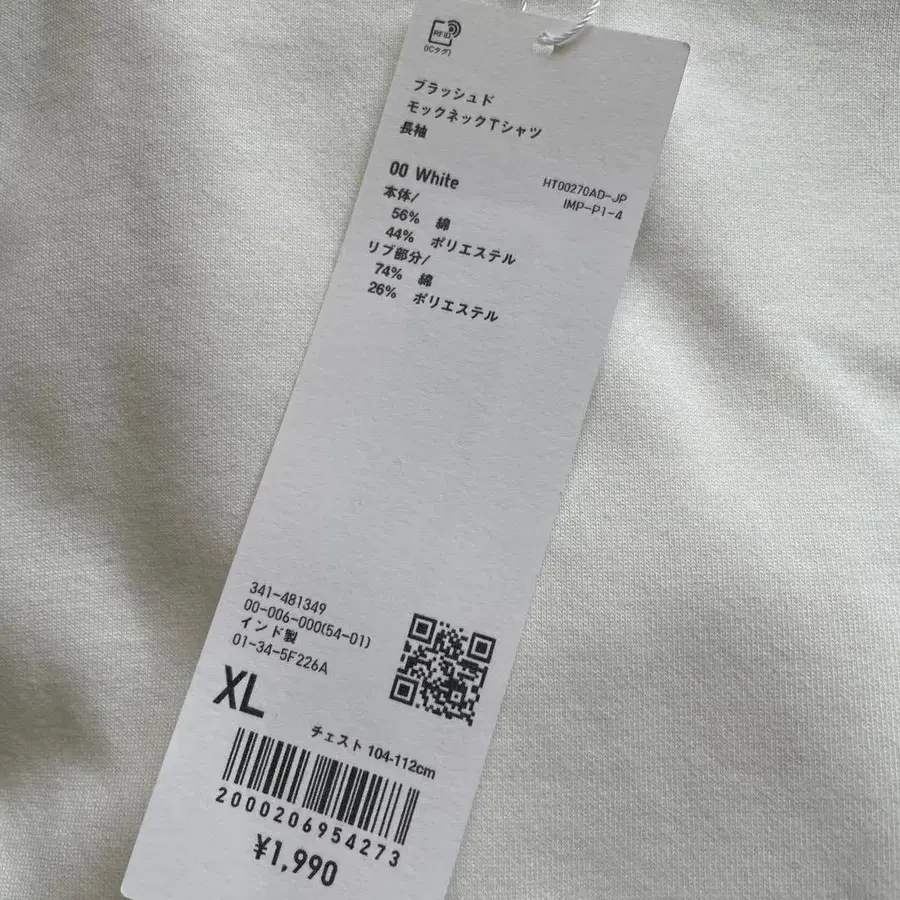 RFID
(ICタグ)
ブラッシュド
モックネックTシャツ
長袖
00 White
HT00270AD-JP
IMP-P1-4
本体/
56% 綿
44% ポリエステル
リブ部分/
74% 綿
26% ポリエステル
341-481349
00-006-000(54-01)
インド製
01-34-5F226A
XL
チェスト 104-112cm
2000206954273
¥1,990